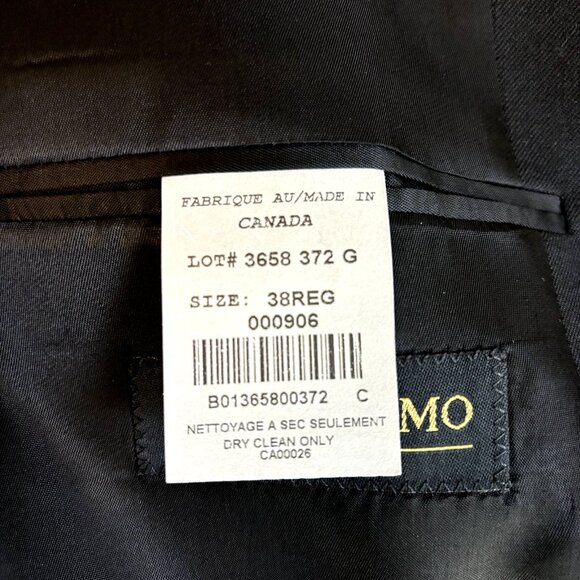 FABRIQUE AU/MADE IN
CANADA
LOT# 3658 372 G
SIZE: 38REG
000906
B01365800372 C
NETTOYAGE A SEC SEULEMENT
DRY CLEAN ONLY
CA00026
MO